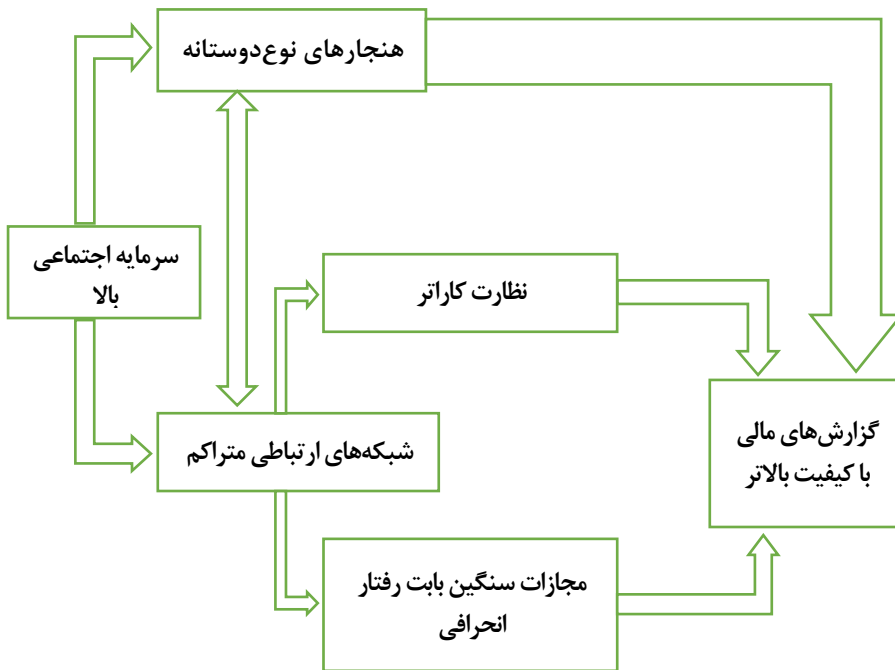 هنجارهای نوع‌دوستانه
سرمایه اجتماعی
بالا
نظارت کاراتر
گزارش‌های مالی
با کیفیت بالاتر
شبکه‌های ارتباطی متراکم
مجازات سنگین بابت رفتار
انحرافی